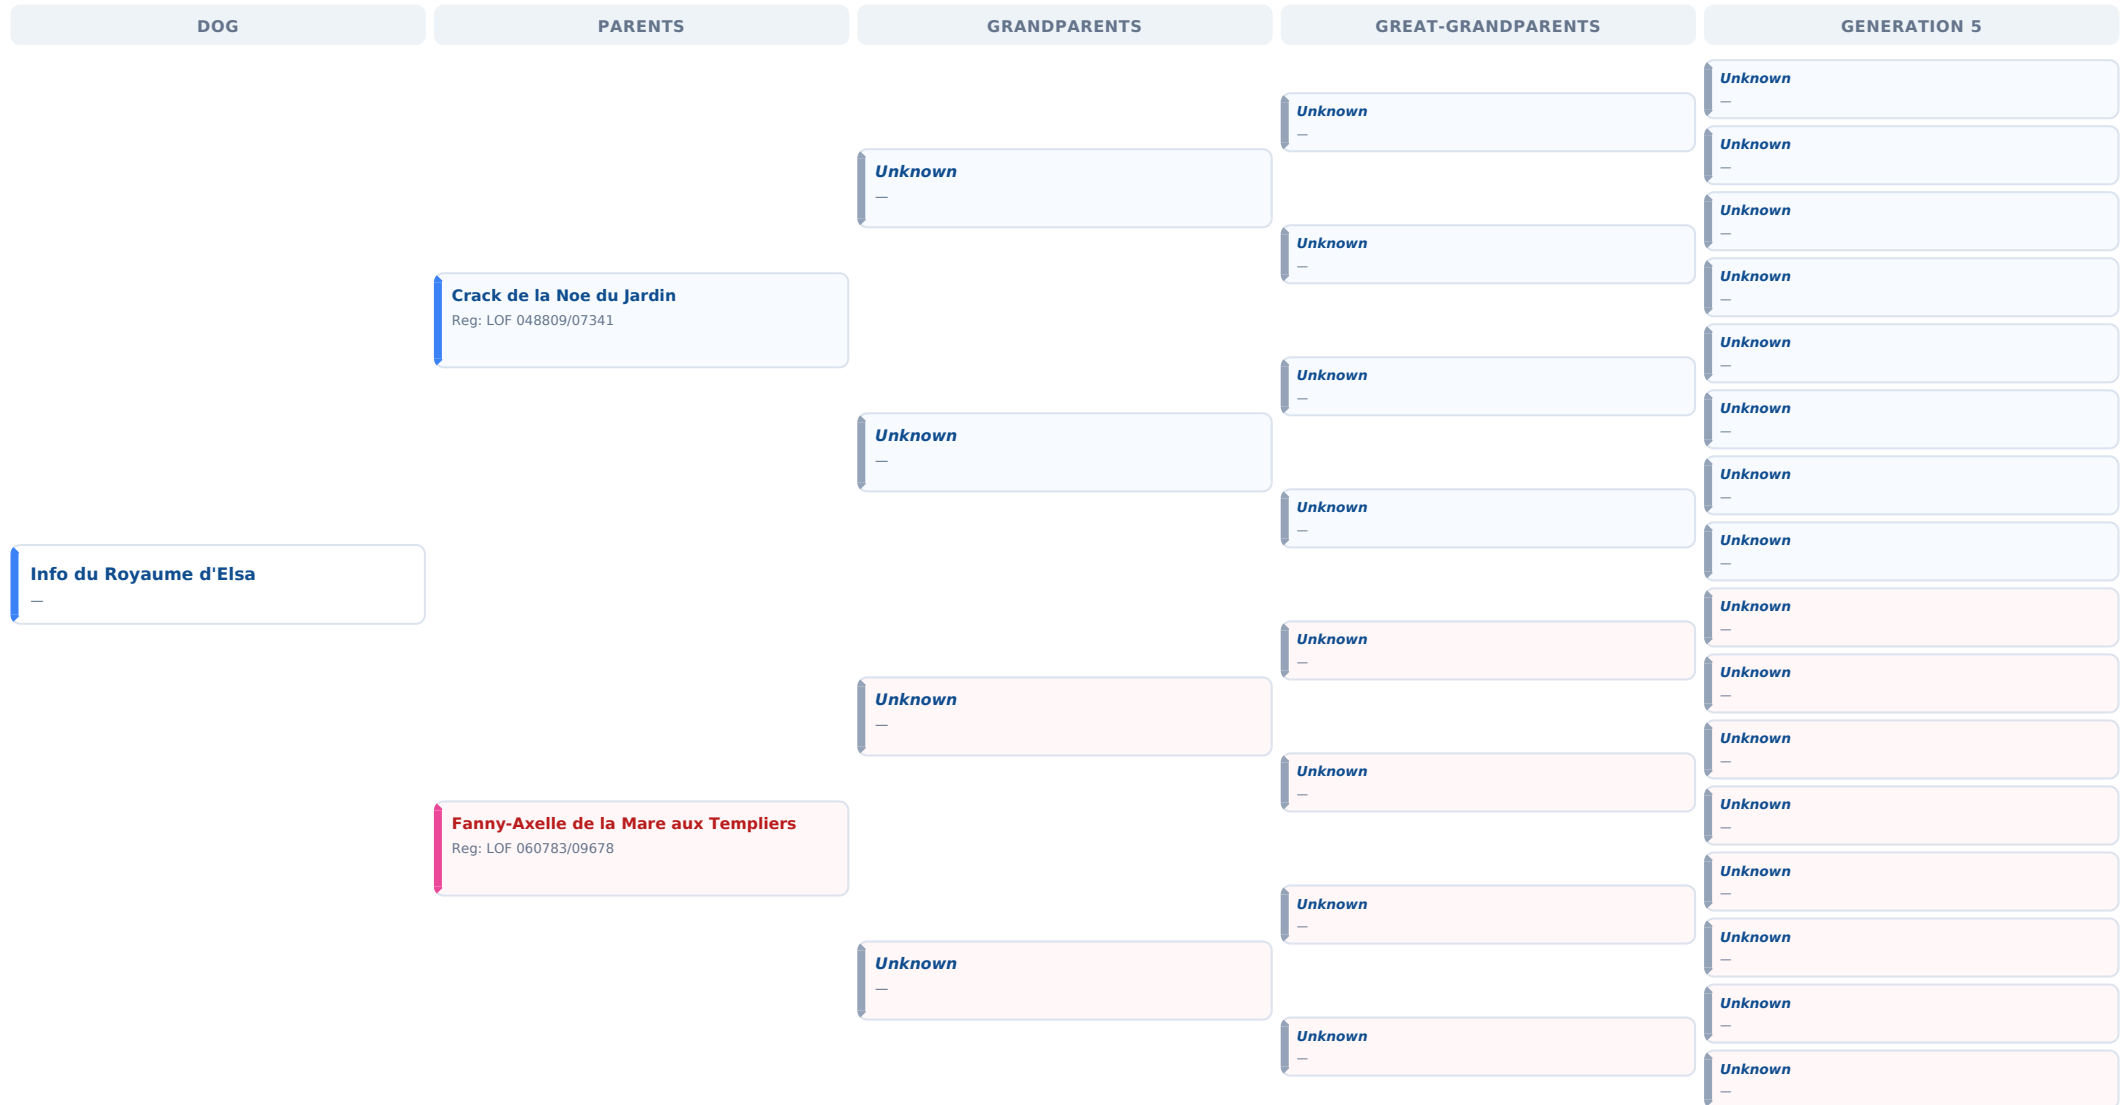 DOG
PARENTS
GRANDPARENTS
GREAT-GRANDPARENTS
GENERATION 5
Info du Royaume d'Elsa
—
Crack de la Noe du Jardin
Reg: LOF 048809/07341
Fanny-Axelle de la Mare aux Templiers
Reg: LOF 060783/09678
Unknown
—
Unknown
—
Unknown
—
Unknown
—
Unknown
—
Unknown
—
Unknown
—
Unknown
—
Unknown
—
Unknown
—
Unknown
—
Unknown
—
Unknown
—
Unknown
—
Unknown
—
Unknown
—
Unknown
—
Unknown
—
Unknown
—
Unknown
—
Unknown
—
Unknown
—
Unknown
—
Unknown
—
Unknown
—
Unknown
—
Unknown
—
Unknown
—